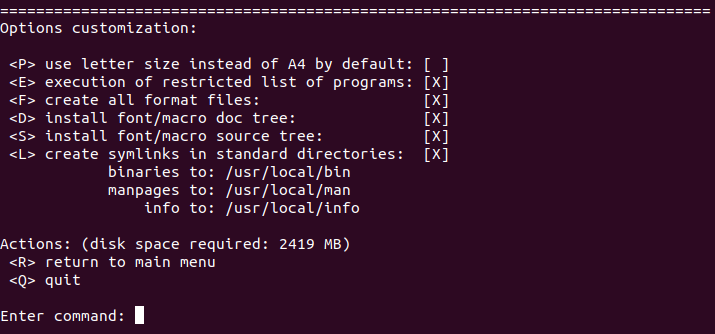 ===============================================================================
Options customization:

 <P> use letter size instead of A4 by default: [ ]
 <E> execution of restricted list of programs: [X]
 <F> create all format files:                  [X]
 <D> install font/macro doc tree:              [X]
 <S> install font/macro source tree:           [X]
 <L> create symlinks in standard directories:  [X]
            binaries to: /usr/local/bin
            manpages to: /usr/local/man
                info to: /usr/local/info

Actions: (disk space required: 2419 MB)
 <R> return to main menu
 <Q> quit

Enter command: